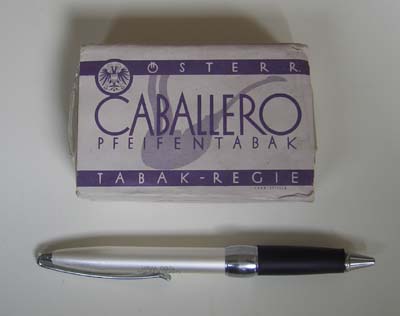 ÖSTERR.
CABALLERO
PFEIFENTABAK
TABAK-REGIE